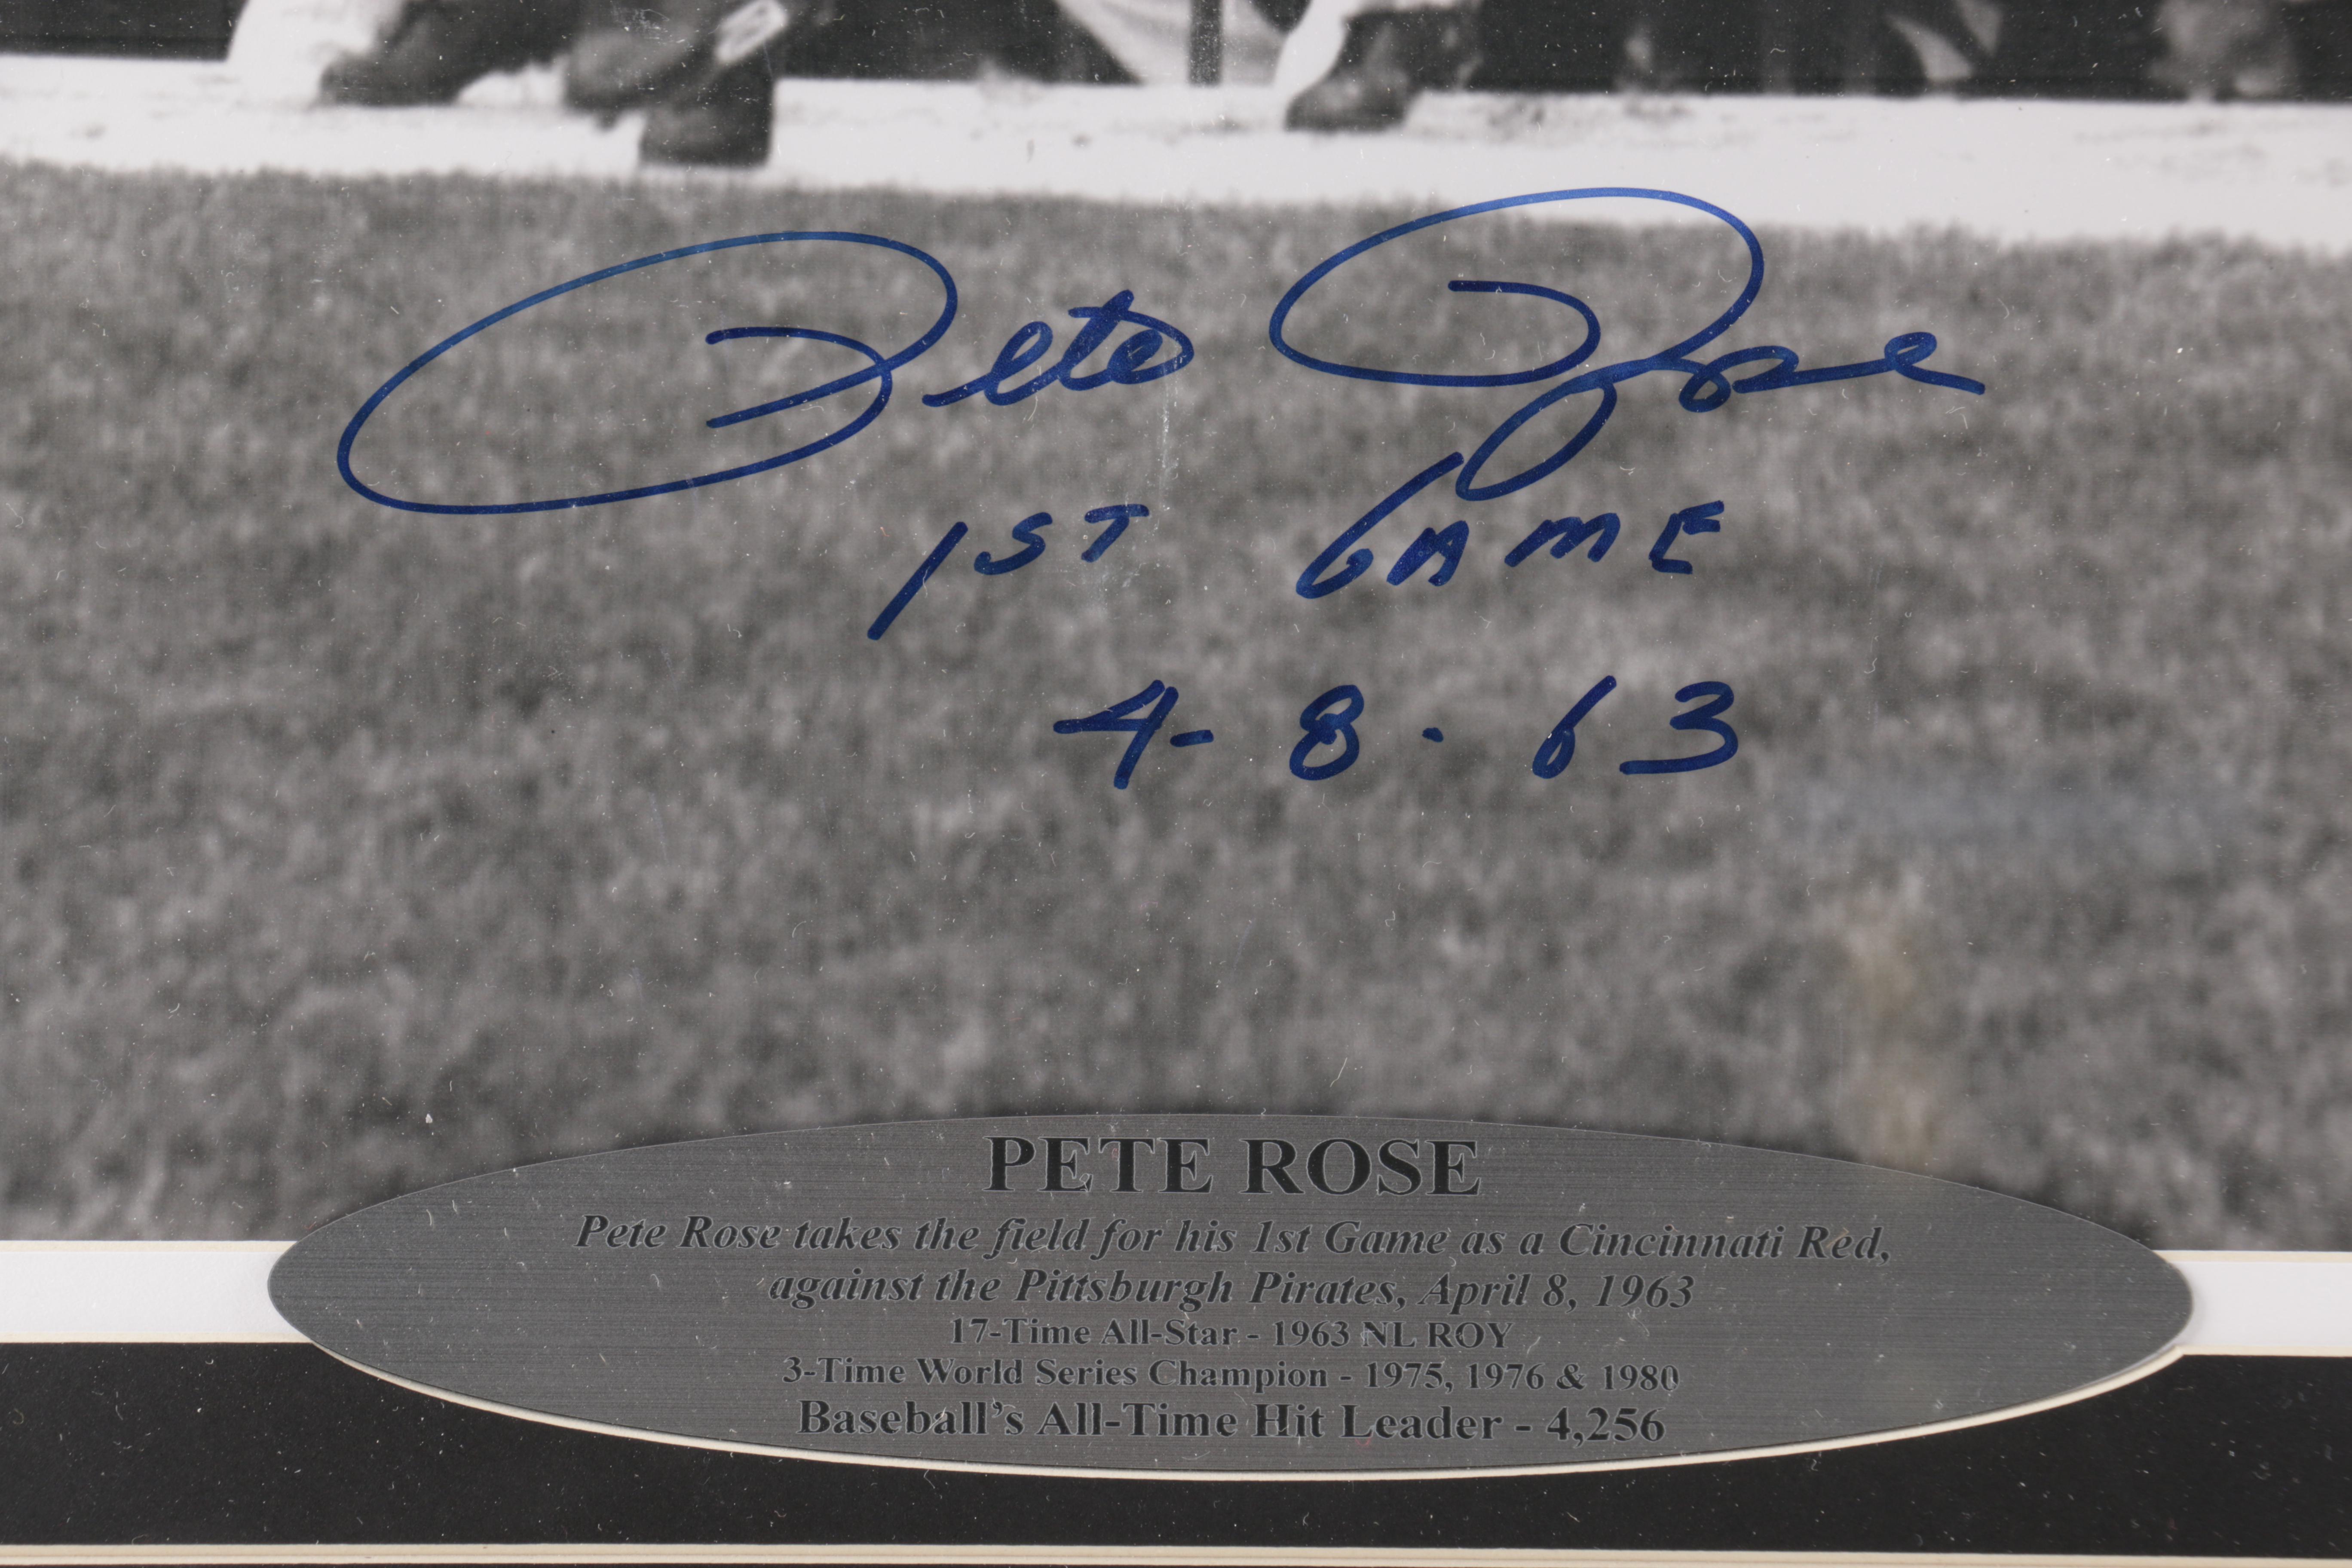 Pete Rose
1ST GAME
4-8-63
PETE ROSE
Pete Rose takes the field for his 1st Game as a Cincinnati Red,
against the Pittsburgh Pirates, April 8, 1963
17-Time All-Star - 1963 NL ROY
3-Time World Series Champion - 1975, 1976 & 1980
Baseball's All-Time Hit Leader - 4,256